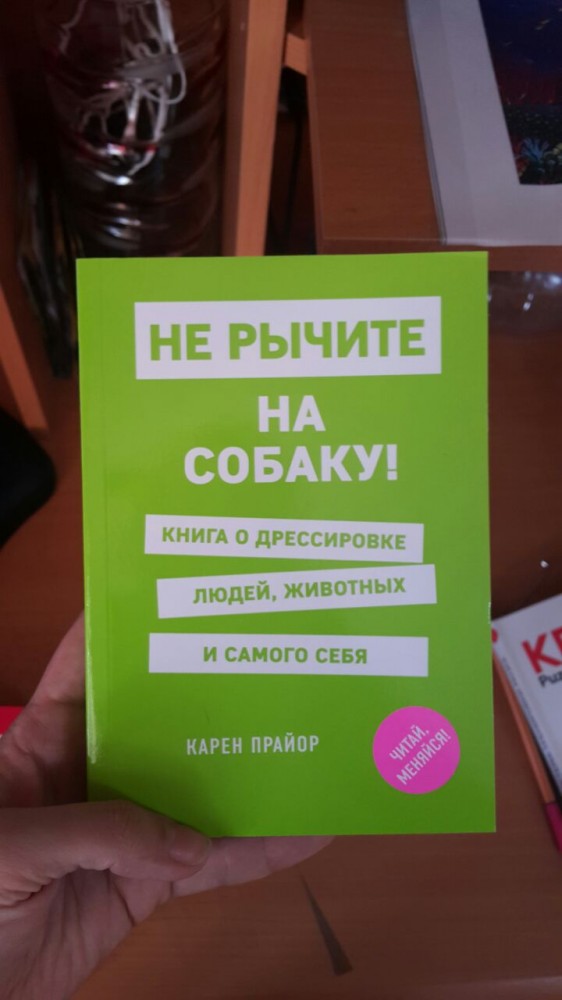 НЕ РЫЧИТЕ
НА
СОБАКУ!
КНИГА О ДРЕССИРОВКЕ
ЛЮДЕЙ, ЖИВОТНЫХ
И САМОГО СЕБЯ
КАРЕН ПРАЙОР
ЧИТАЙ,
МЕНЯЙСЯ!